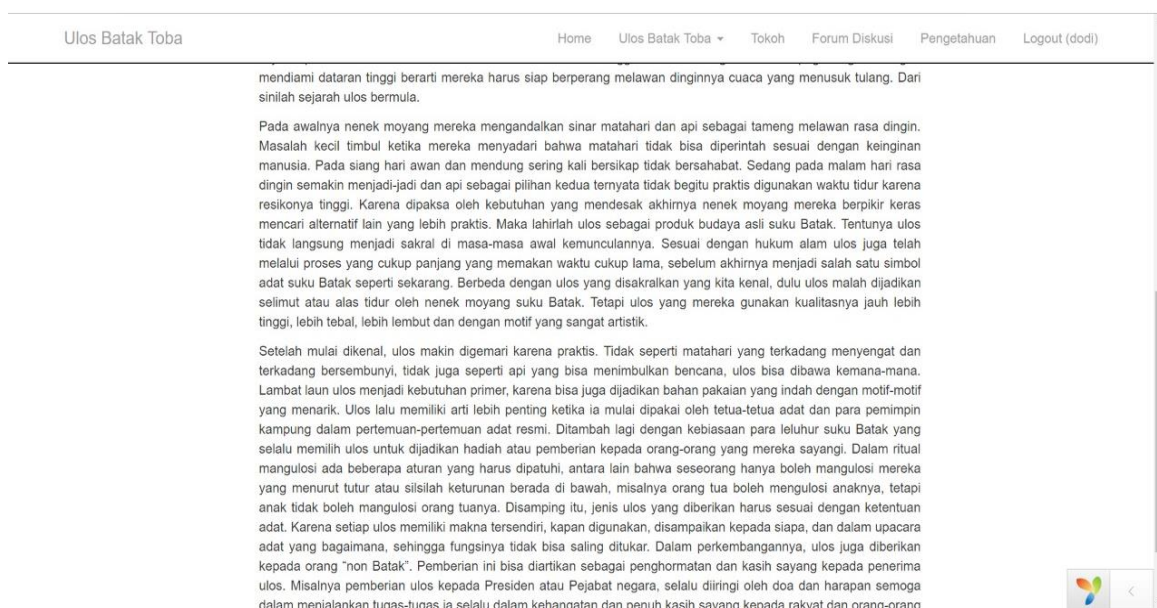 Ulos Batak Toba
Home Ulos Batak Toba Tokoh Forum Diskusi Pengetahuan Logout (dodi)
mendiami dataran tinggi berarti mereka harus siap berperang melawan dinginnya cuaca yang menusuk tulang. Dari
sinilah sejarah ulos bermula.
Pada awalnya nenek moyang mereka mengandalkan sinar matahari dan api sebagai tameng melawan rasa dingin.
Masalah kecil timbul ketika mereka menyadari bahwa matahari tidak bisa diperintah sesuai dengan keinginan
manusia. Pada siang hari awan dan mendung sering kali bersikap tidak bersahabat. Sedang pada malam hari rasa
dingin semakin menjadi-jadi dan api sebagai pilihan kedua ternyata tidak begitu praktis digunakan waktu tidur karena
resikonya tinggi. Karena dipaksa oleh kebutuhan yang mendesak akhirnya nenek moyang mereka berpikir keras
mencari alternatif lain yang lebih praktis. Maka lahirlah ulos sebagai produk budaya asli suku Batak. Tentunya ulos
tidak langsung menjadi sakral di masa-masa awal kemunculannya. Sesuai dengan hukum alam ulos juga telah
melalui proses yang cukup panjang yang memakan waktu cukup lama, sebelum akhirnya menjadi salah satu simbol
adat suku Batak seperti sekarang. Berbeda dengan ulos yang disakralkan yang kita kenal, dulu ulos malah dijadikan
selimut atau alas tidur oleh nenek moyang suku Batak. Tetapi ulos yang mereka gunakan kualitasnya jauh lebih
tinggi, lebih tebal, lebih lembut dan dengan motif yang sangat artistik.
Setelah mulai dikenal, ulos makin digemari karena praktis. Tidak seperti matahari yang terkadang menyengat dan
terkadang bersembunyi, tidak juga seperti api yang bisa menimbulkan bencana, ulos bisa dibawa kemana-mana.
Lambat laun ulos menjadi kebutuhan primer, karena bisa juga dijadikan bahan pakaian yang indah dengan motif-motif
yang menarik. Ulos lalu memiliki arti lebih penting ketika ia mulai dipakai oleh tetua-tetua adat dan para pemimpin
kampung dalam pertemuan-pertemuan adat resmi. Ditambah lagi dengan kebiasaan para leluhur suku Batak yang
selalu memilih ulos untuk dijadikan hadiah atau pemberian kepada orang-orang yang mereka sayangi. Dalam ritual
mangulosi ada beberapa aturan yang harus dipatuhi, antara lain bahwa seseorang hanya boleh mangulosi mereka
yang menurut tutur atau silsilah keturunan berada di bawah, misalnya orang tua boleh mengulosi anaknya, tetapi
anak tidak boleh mangulosi orang tuanya. Disamping itu, jenis ulos yang diberikan harus sesuai dengan ketentuan
adat. Karena setiap ulos memiliki makna tersendiri, kapan digunakan, disampaikan kepada siapa, dan dalam upacara
adat yang bagaimana, sehingga fungsinya tidak bisa saling ditukar. Dalam perkembangannya, ulos juga diberikan
kepada orang "non Batak". Pemberian ini bisa diartikan sebagai penghormatan dan kasih sayang kepada penerima
ulos. Misalnya pemberian ulos kepada Presiden atau Pejabat negara, selalu diiringi oleh doa dan harapan semoga
dalam menjalankan tugas-tugas ia selalu dalam kehangatan dan penuh kasih sayang kepada rakyat dan orang-orang